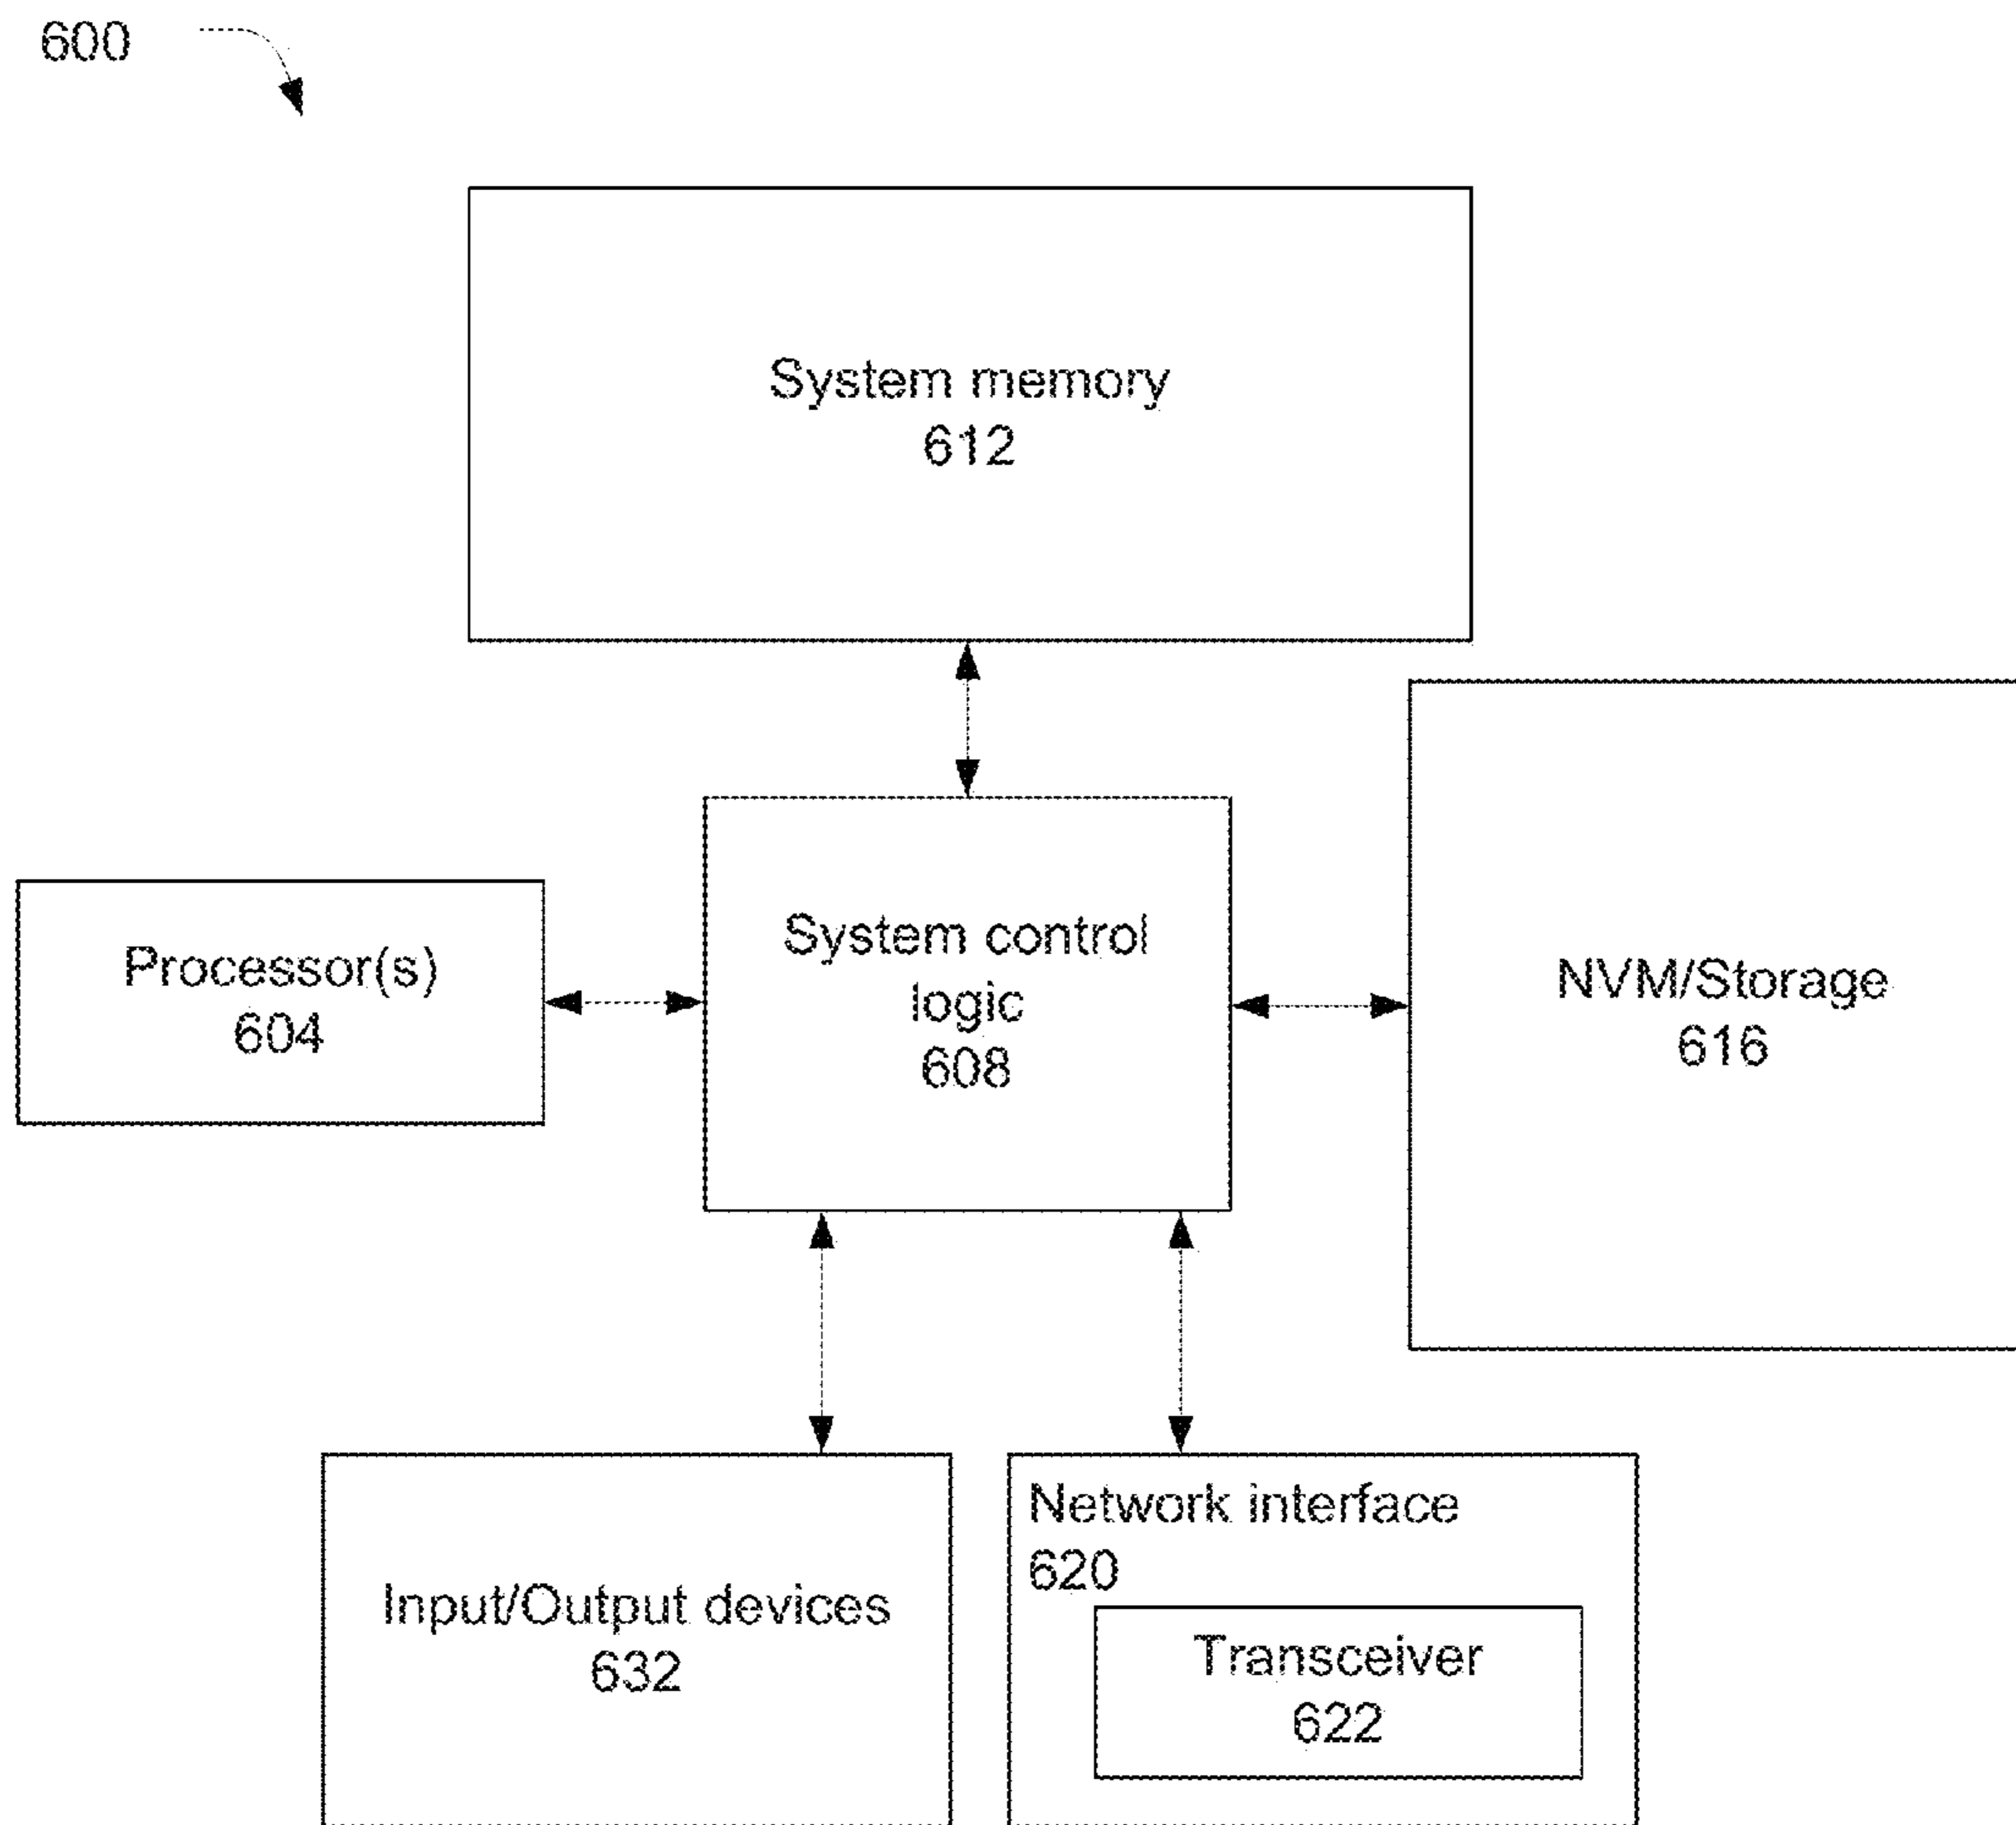 600
System memory
612
Processor(s)
604
System control
logic
608
NVM/Storage
616
Input/Output devices
632
Network interface
620
Transceiver
622